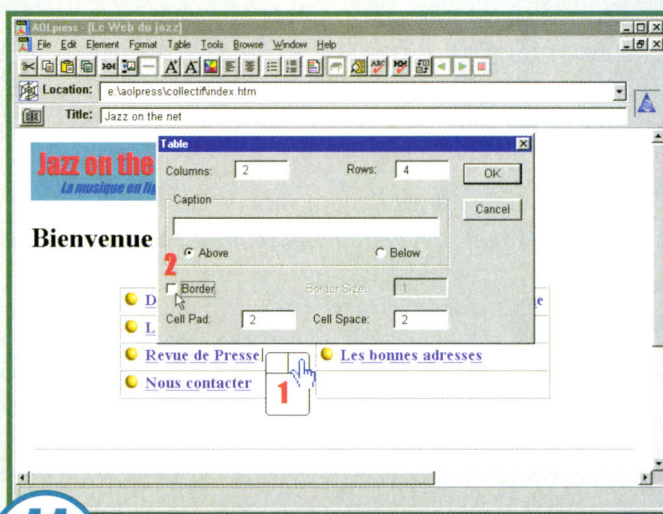 AOLpress - [Le Web du jazz]
File Edit Element Format Table Tools Browse Window Help
Location: e:\aolpress\collectif\index.htm
Title: Jazz on the net
Jazz on the
La musique en
Bienvenue
Table
Columns: 2 Rows: 4 OK
Caption Cancel
Above Below
2
Border Border Size: 1
Cell Pad: 2 Cell Space: 2
Revue de Presse Les bonnes adresses
Nous contacter
1